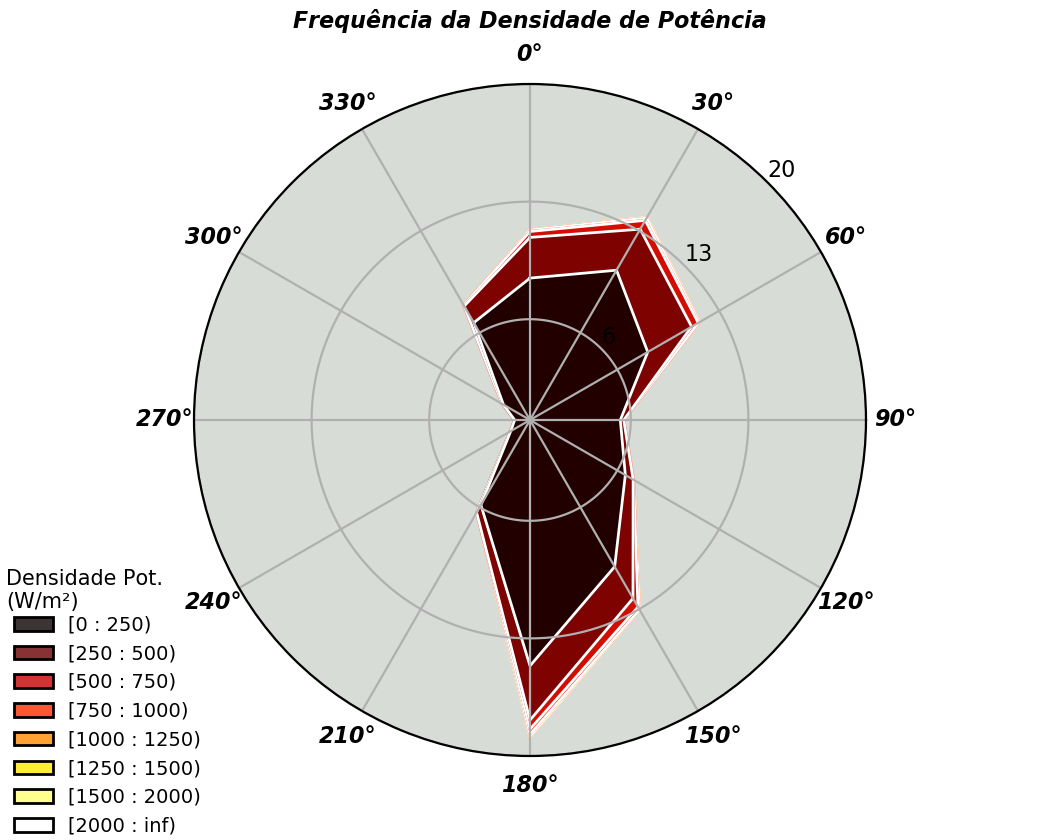 Frequência da Densidade de Potência
0°
330°
30°
20
300°
60°
13
6
270°
90°
240°
120°
210°
150°
180°
Densidade Pot.
(W/m²)
[0 : 250)
[250 : 500)
[500 : 750)
[750 : 1000)
[1000 : 1250)
[1250 : 1500)
[1500 : 2000)
[2000 : inf)